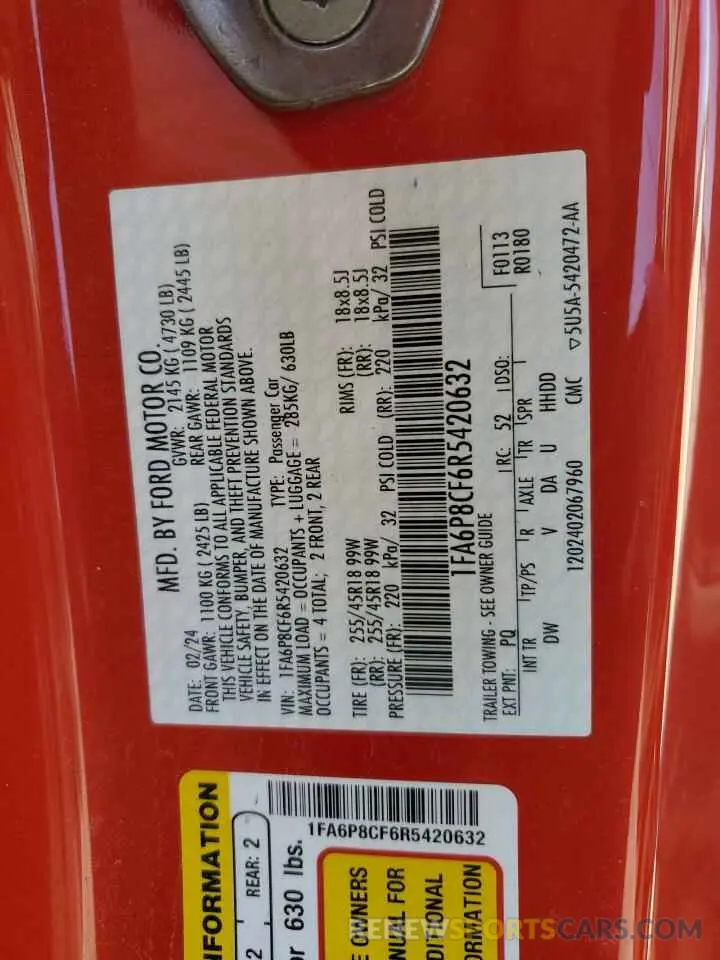 MFD. BY FORD MOTOR CO.
DATE: 02/24 GVWR: 2145 KG ( 4730 LB)
FRONT GAWR: 1100 KG ( 2425 LB) REAR GAWR: 1109 KG ( 2445 LB)
THIS VEHICLE CONFORMS TO ALL APPLICABLE FEDERAL MOTOR
VEHICLE SAFETY, BUMPER, AND THEFT PREVENTION STANDARDS
IN EFFECT ON THE DATE OF MANUFACTURE SHOWN ABOVE.
VIN: 1FA6P8CF6R5420632 TYPE: Passenger Car
MAXIMUM LOAD = OCCUPANTS + LUGGAGE = 285KG/ 630LB
OCCUPANTS = 4 TOTAL; 2 FRONT, 2 REAR
TIRE (FR): 255/45R18 99W RIMS (FR): 18x8.5J
(RR): 255/45R18 99W (RR): 18x8.5J
PRESSURE (FR): 220 kPa/ 32 PSI COLD (RR): 220 kPa/ 32 PSI COLD
1FA6P8CF6R5420632
TRAILER TOWING - SEE OWNER GUIDE
F0113
R0180
EXT PNT: PQ RC: 52 DSO:
INT TR TP/PS R AXLE TR SPR
DW V DA U HHDD
1202402067960 CMC ▽5U5A-5420472-AA
NFORMATION
2 REAR: 2
or 630 lbs.
1FA6P8CF6R5420632
E OWNERS
NUAL FOR
DITIONAL
ORMATION
RENEWSPORTSCARS.COM